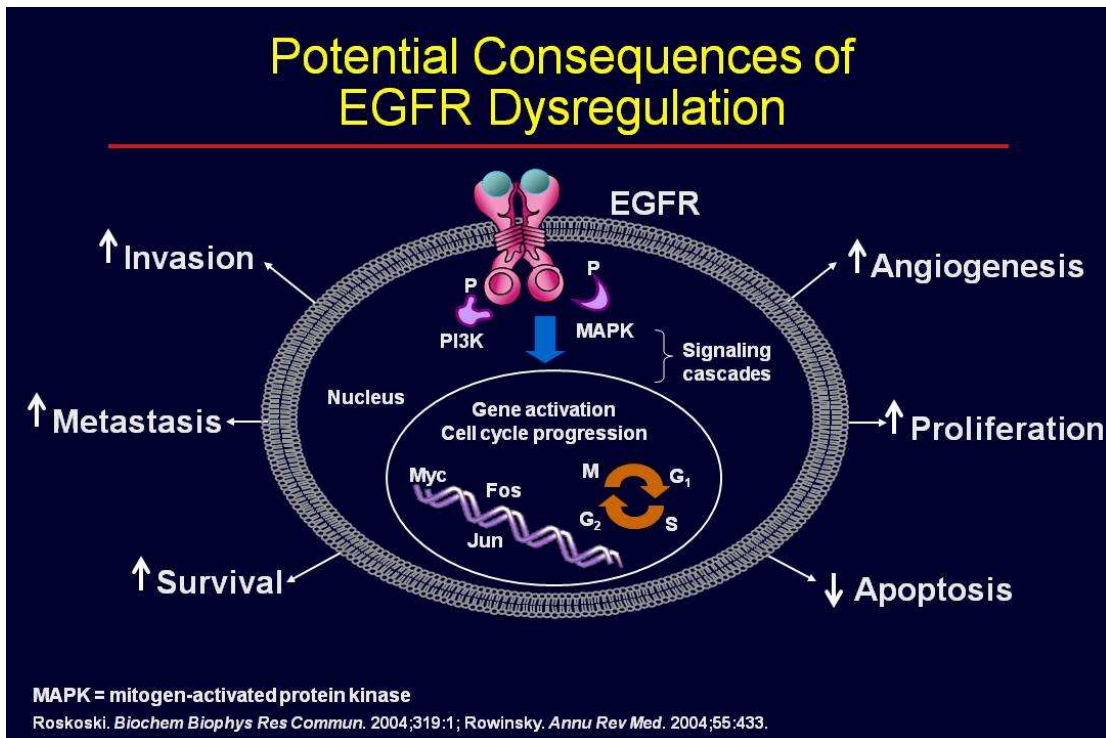 Potential Consequences of
EGFR Dysregulation
EGFR
↑ Invasion
↑ Angiogenesis
P
P
PI3K
MAPK
Signaling
cascades
Nucleus
Gene activation
Cell cycle progression
↑ Metastasis
↑ Proliferation
Myc
Fos
Jun
M
G₁
G₂
S
↑ Survival
↓ Apoptosis
MAPK = mitogen-activated protein kinase
Roskoski. Biochem Biophys Res Commun. 2004;319:1; Rowinsky. Annu Rev Med. 2004;55:433.